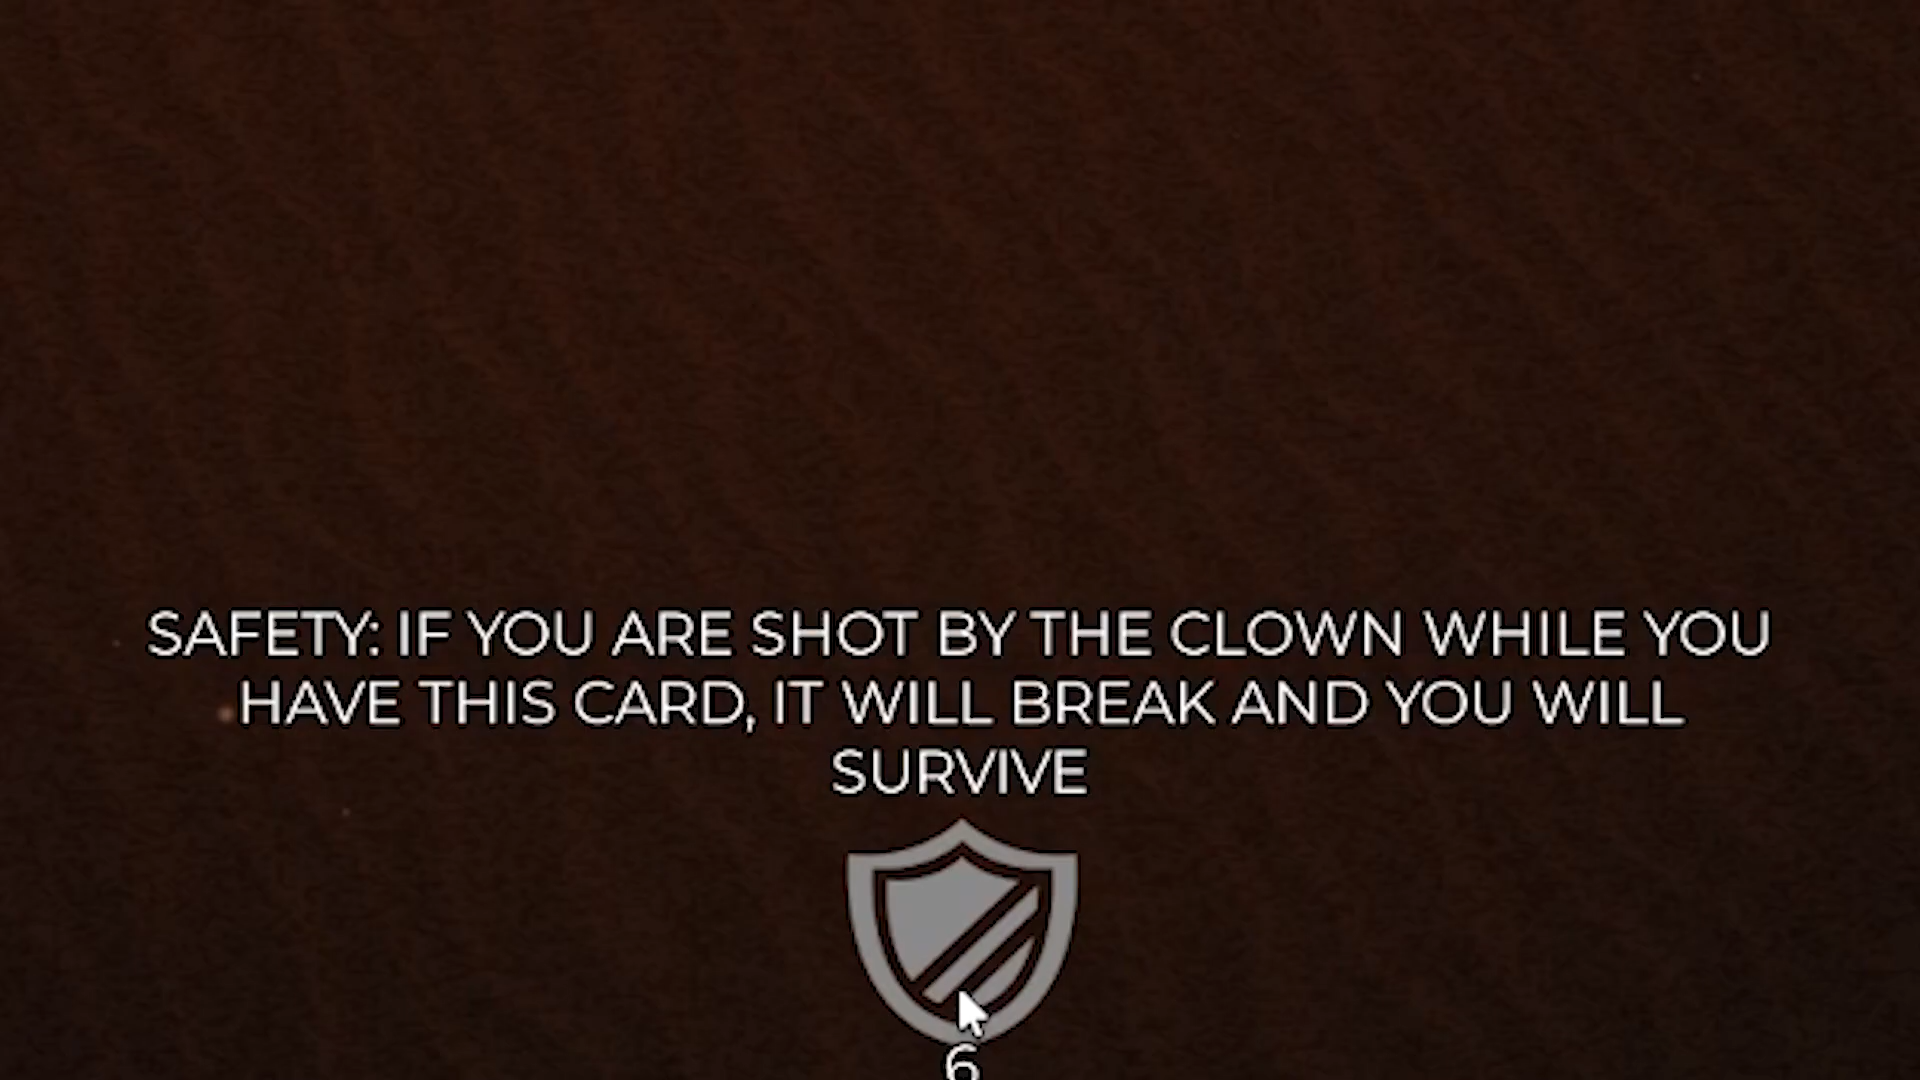 SAFETY: IF YOU ARE SHOT BY THE CLOWN WHILE YOU
HAVE THIS CARD, IT WILL BREAK AND YOU WILL
SURVIVE
6